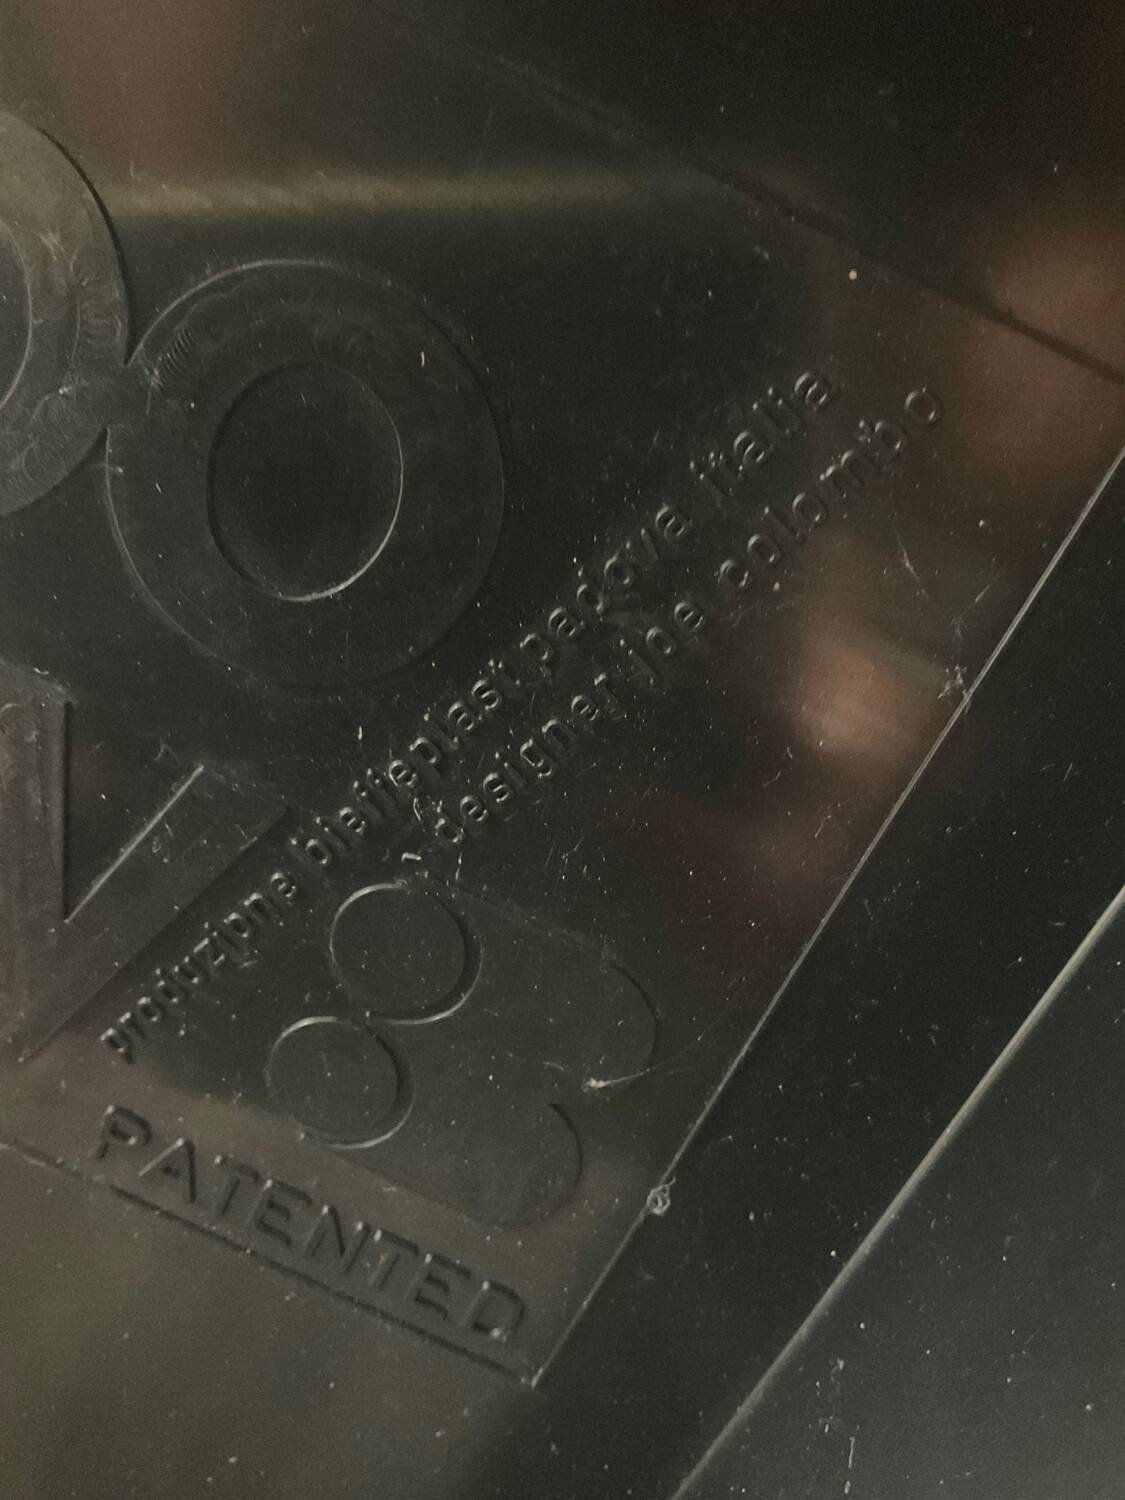 produzione bieffeplast padova italia
designer joe colombo
PATENTED